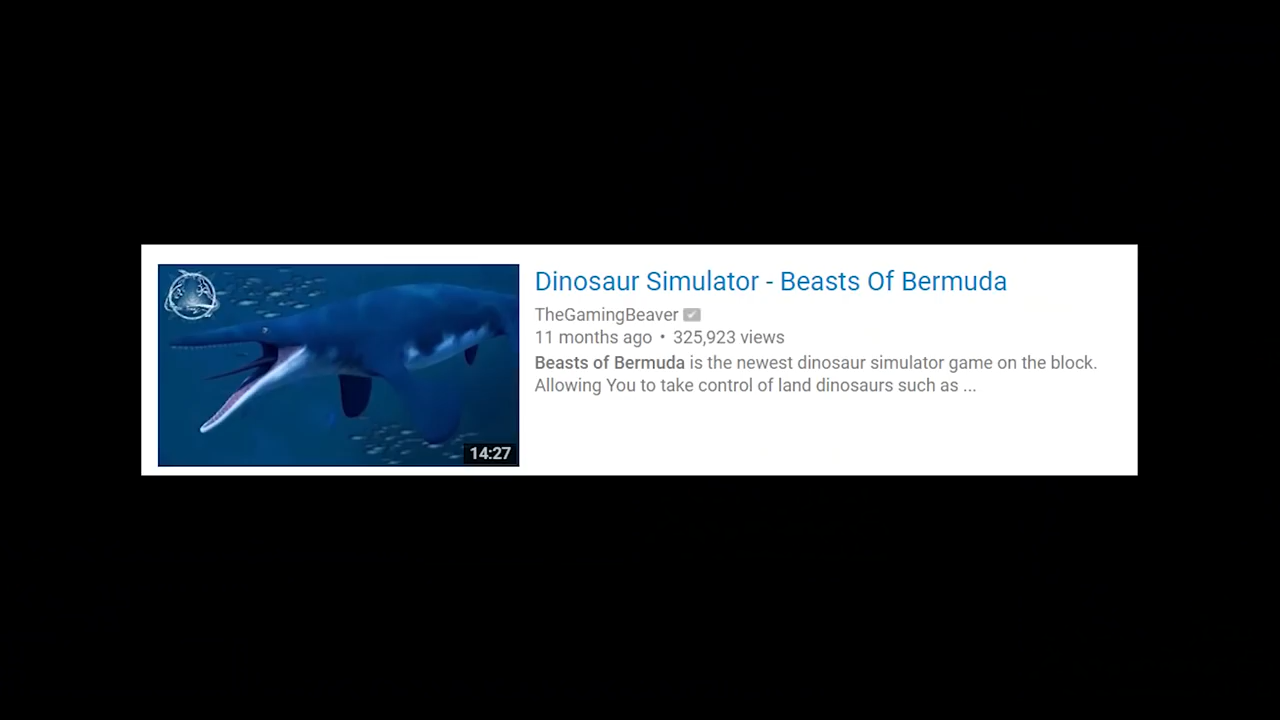 Dinosaur Simulator - Beasts Of Bermuda
TheGamingBeaver
11 months ago • 325,923 views
Beasts of Bermuda is the newest dinosaur simulator game on the block.
Allowing You to take control of land dinosaurs such as ...
14:27